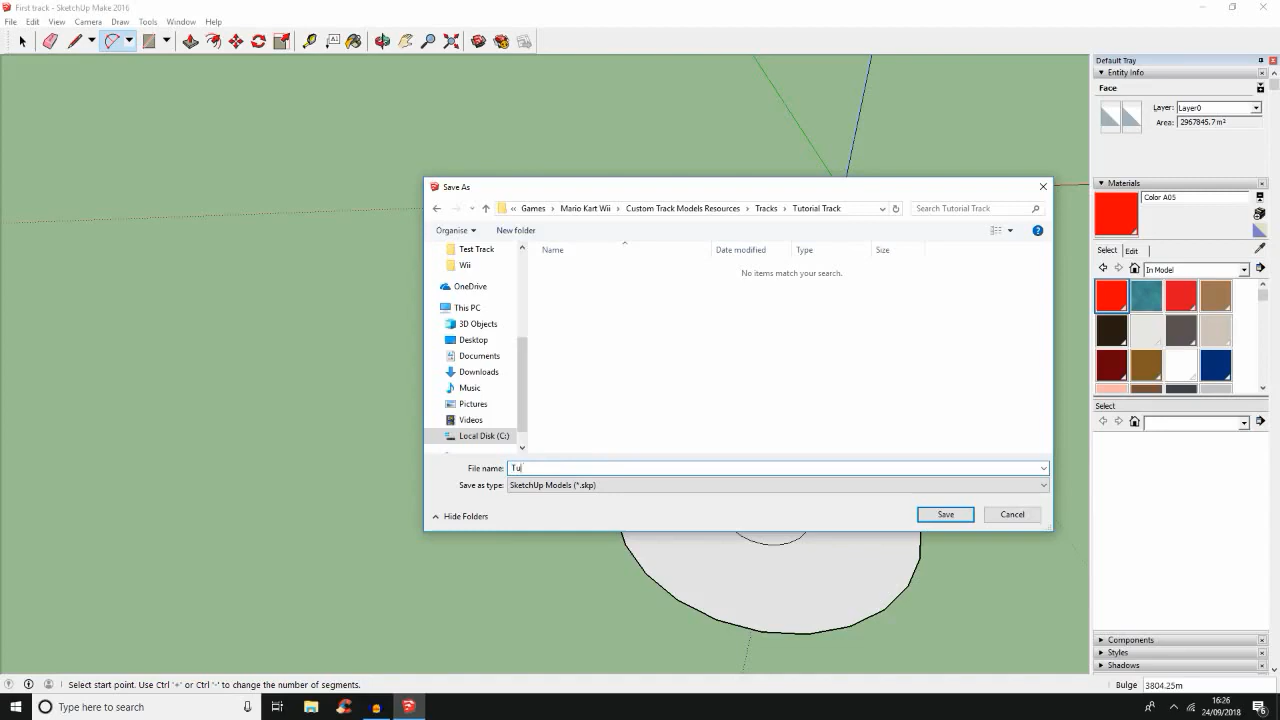 First track - SketchUp Make 2016
File Edit View Camera Draw Tools Window Help
Default Tray
Entity Info
Face
Layer: Layer0
Area: 2967845.7 m²
Save As
« Games > Mario Kart Wii > Custom Track Models Resources > Tracks > Tutorial Track
Search Tutorial Track
Materials
Color A05
Organise New folder
Name Date modified Type Size
Test Track
Wii
No items match your search.
Select Edit
In Model
OneDrive
This PC
3D Objects
Desktop
Documents
Downloads
Music
Pictures
Videos
Local Disk (C:)
Select
File name: Tu
Save as type: SketchUp Models (*.skp)
Hide Folders
Save Cancel
Components
Styles
Shadows
Select start point. Use Ctrl '+' or Ctrl '-' to change the number of segments.
Bulge 3804.25m
Type here to search
16:26
24/09/2018
6